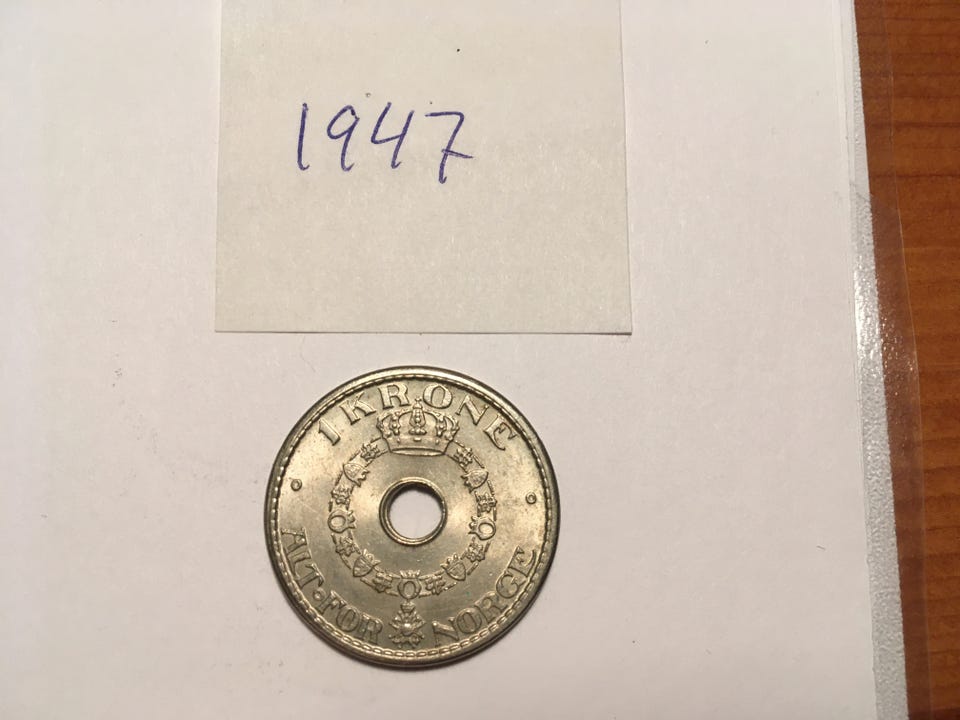 1947
1 KRONE
ALT · FOR NORGE